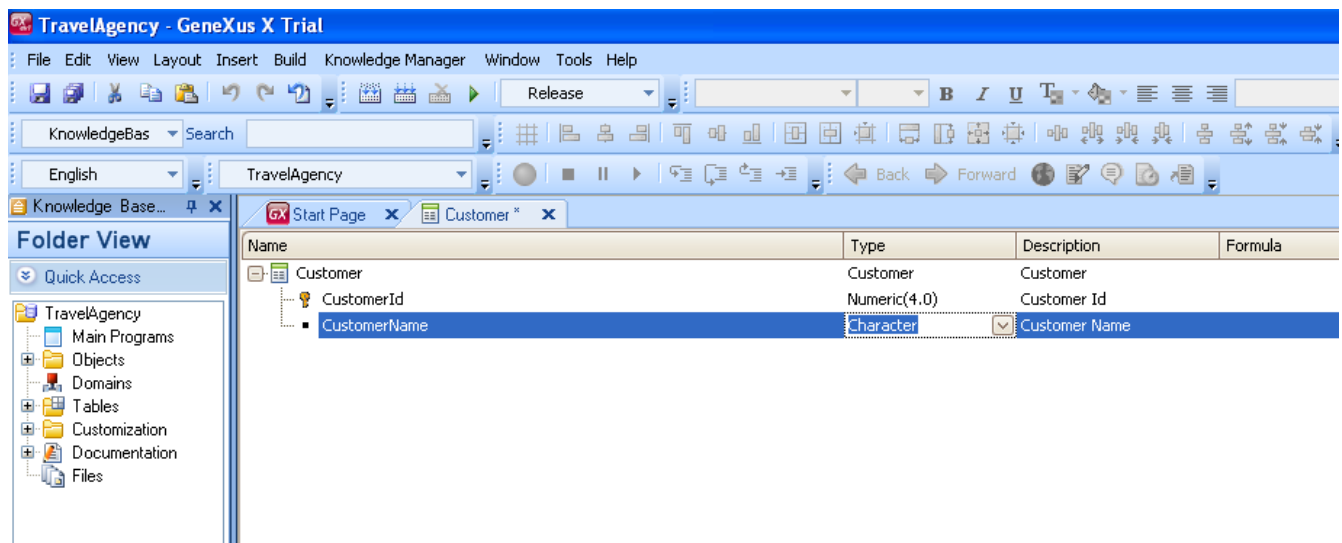 TravelAgency - GeneXus X Trial
File Edit View Layout Insert Build Knowledge Manager Window Tools Help
Release B I U T
KnowledgeBas Search
English TravelAgency Back Forward
Knowledge Base... GX Start Page Customer *
Folder View Name Type Description Formula
Quick Access Customer Customer Customer
CustomerId Numeric(4.0) Customer Id
TravelAgency CustomerName Character Customer Name
Main Programs
Objects
Domains
Tables
Customization
Documentation
Files